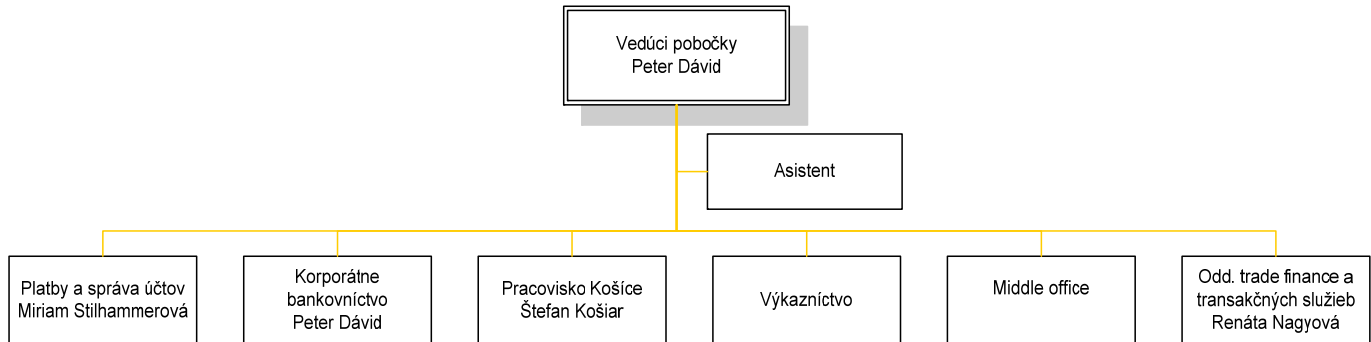 Vedúci pobočky
Peter Dávid
Asistent
Platby a správa účtov
Miriam Stilhammerová
Korporátne
bankovníctvo
Peter Dávid
Pracovisko Košíce
Štefan Košiar
Výkazníctvo
Middle office
Odd. trade finance a
transakčných služieb
Renáta Nagyová